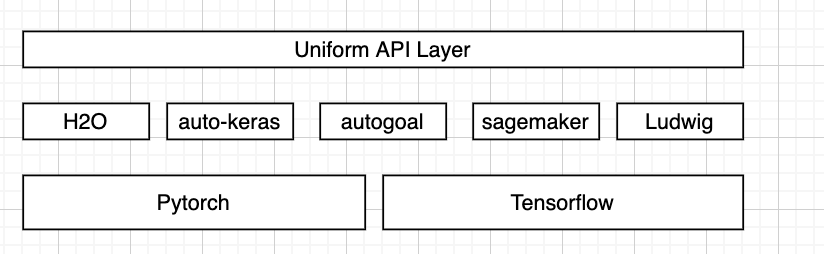 Uniform API Layer
H2O auto-keras autogoal sagemaker Ludwig
Pytorch Tensorflow